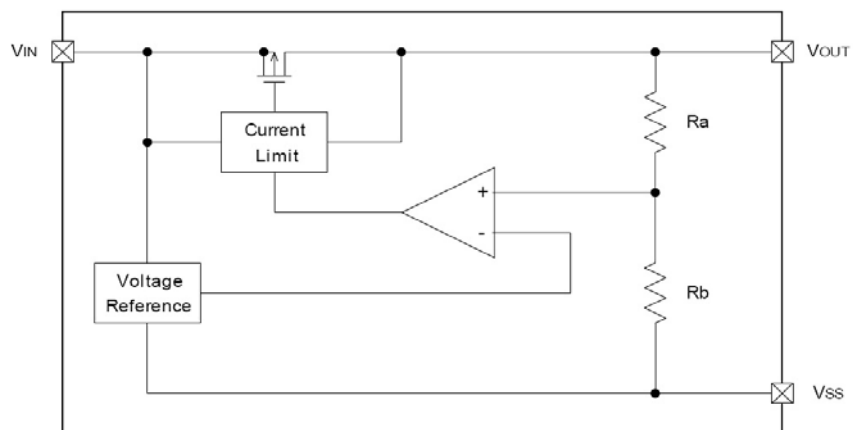 VIN
VOUT
Current
Limit
Ra
+
-
Voltage
Reference
Rb
VSS